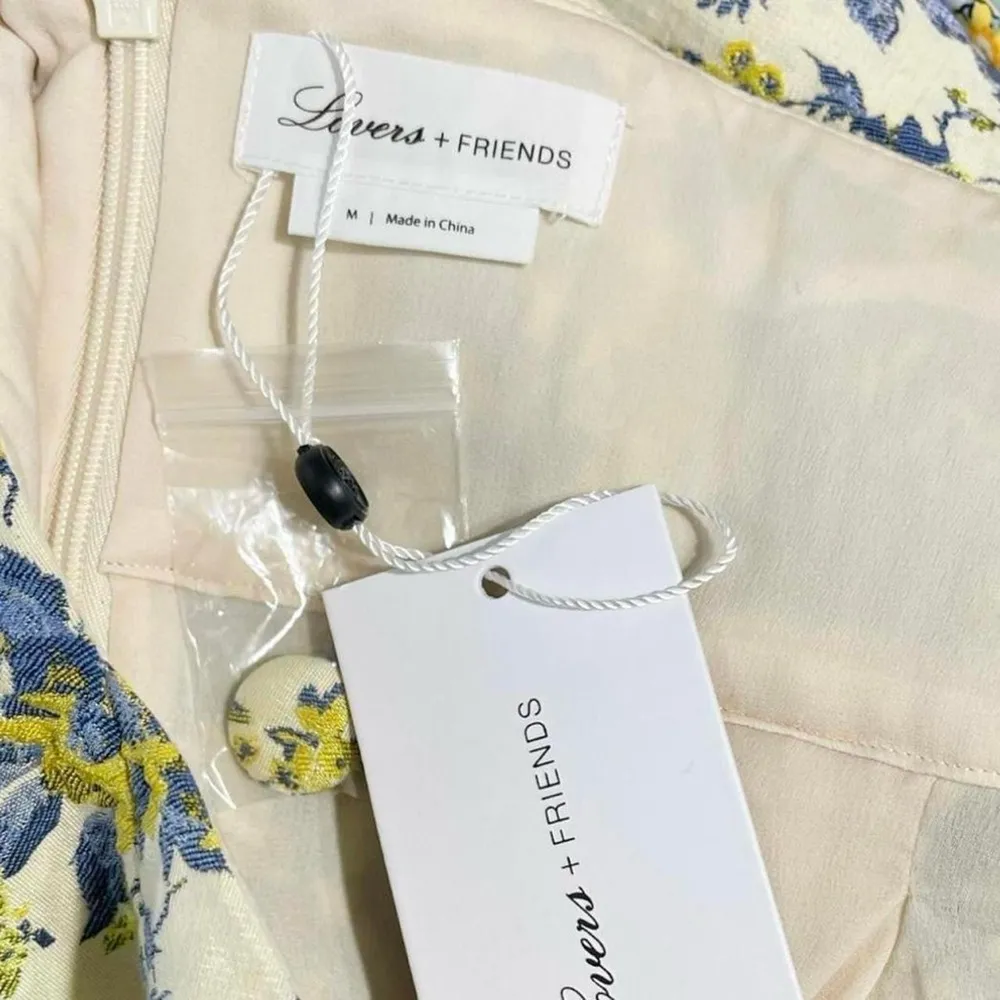 Lovers + FRIENDS
M | Made in China
Lovers + FRIENDS